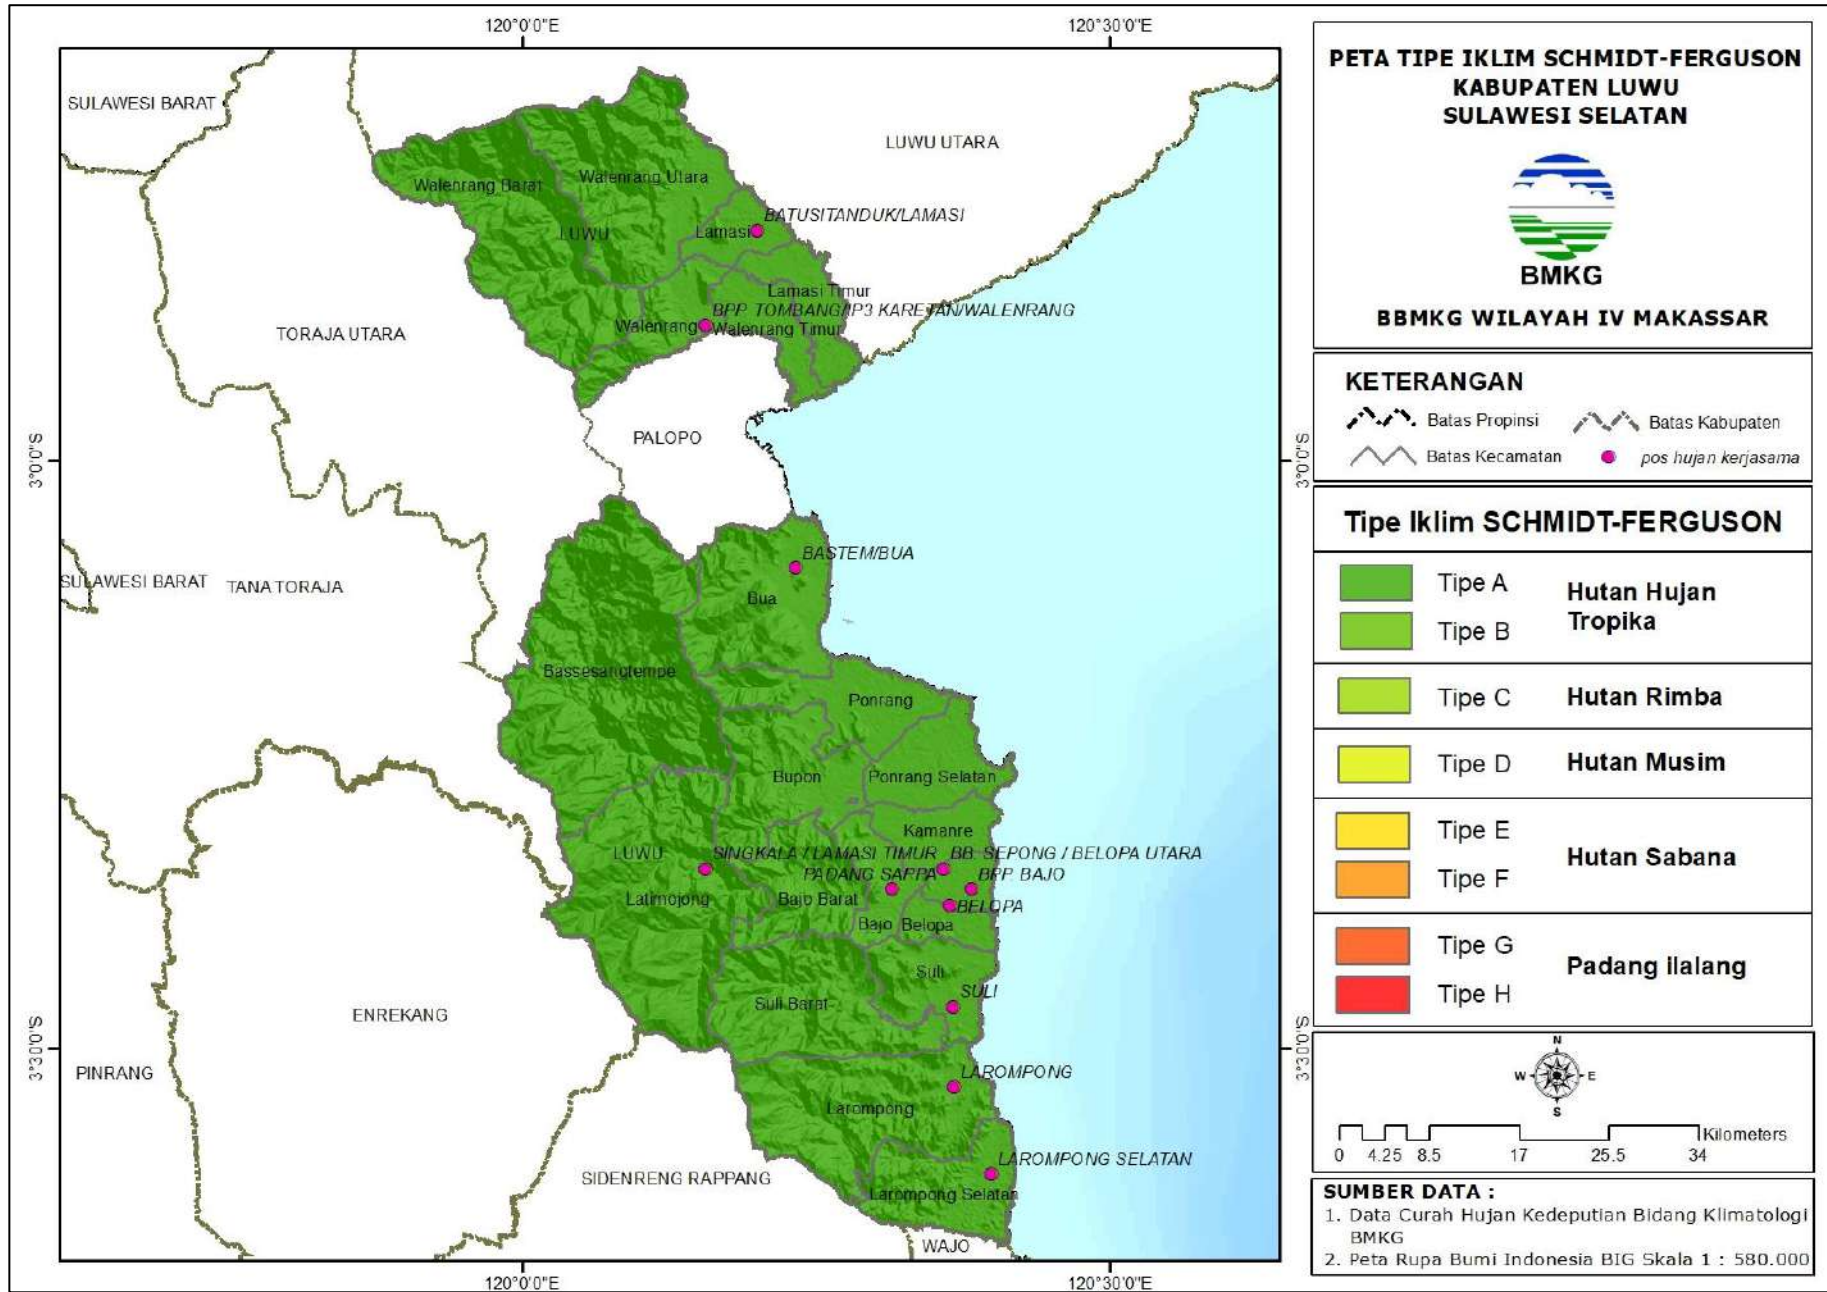 120°0'0"E
120°30'0"E
SULAWESI BARAT
LUWU UTARA
Walenrang Barat
Walenrang Utara
BATUSITANDUK/LAMASI
LUWU
Lamasi
Lamasi Timur
BPP. TOMBANG/IP3 KARETAN/WALENRANG
Walenrang
Walenrang Timur
TORAJA UTARA
PALOPO
3°0'0"S
3°0'0"S
BASTEM/BUA
SULAWESI BARAT
TANA TORAJA
Bua
Bassesangtempe
Ponrang
Bupon
Ponrang Selatan
Kamanre
LUWU
SINGKALA / LAMASI TIMUR
BB. SEPONG / BELOPA UTARA
PADANG SAPPA
BPP. BAJO
Latimojong
Bajo Barat
BELOPA
Bajo
Belopa
Suli
SULI
Suli Barat
ENREKANG
3°30'0"S
3°30'0"S
PINRANG
LAROMPONG
Larompong
LAROMPONG SELATAN
SIDENRENG RAPPANG
Larompong Selatan
WAJO
120°0'0"E
120°30'0"E
PETA TIPE IKLIM SCHMIDT-FERGUSON
KABUPATEN LUWU
SULAWESI SELATAN
BMKG
BBMKG WILAYAH IV MAKASSAR
KETERANGAN
Batas Propinsi
Batas Kabupaten
Batas Kecamatan
pos hujan kerjasama
Tipe Iklim SCHMIDT-FERGUSON
Tipe A
Hutan Hujan
Tropika
Tipe B
Tipe C
Hutan Rimba
Tipe D
Hutan Musim
Tipe E
Hutan Sabana
Tipe F
Tipe G
Padang ilalang
Tipe H
N
W
E
S
Kilometers
0 4.25 8.5 17 25.5 34
SUMBER DATA :
1. Data Curah Hujan Kedeputian Bidang Klimatologi
BMKG
2. Peta Rupa Bumi Indonesia BIG Skala 1 : 580.000